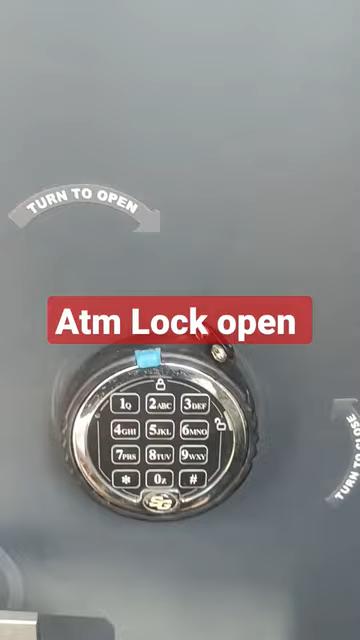 TURN TO OPEN
Atm Lock open
1Q 2ABC 3DEF
4GHI 5JKL 6MNO
7PRS 8TUV 9WXY
* 0Z #
SG
TURN TO CLOSE